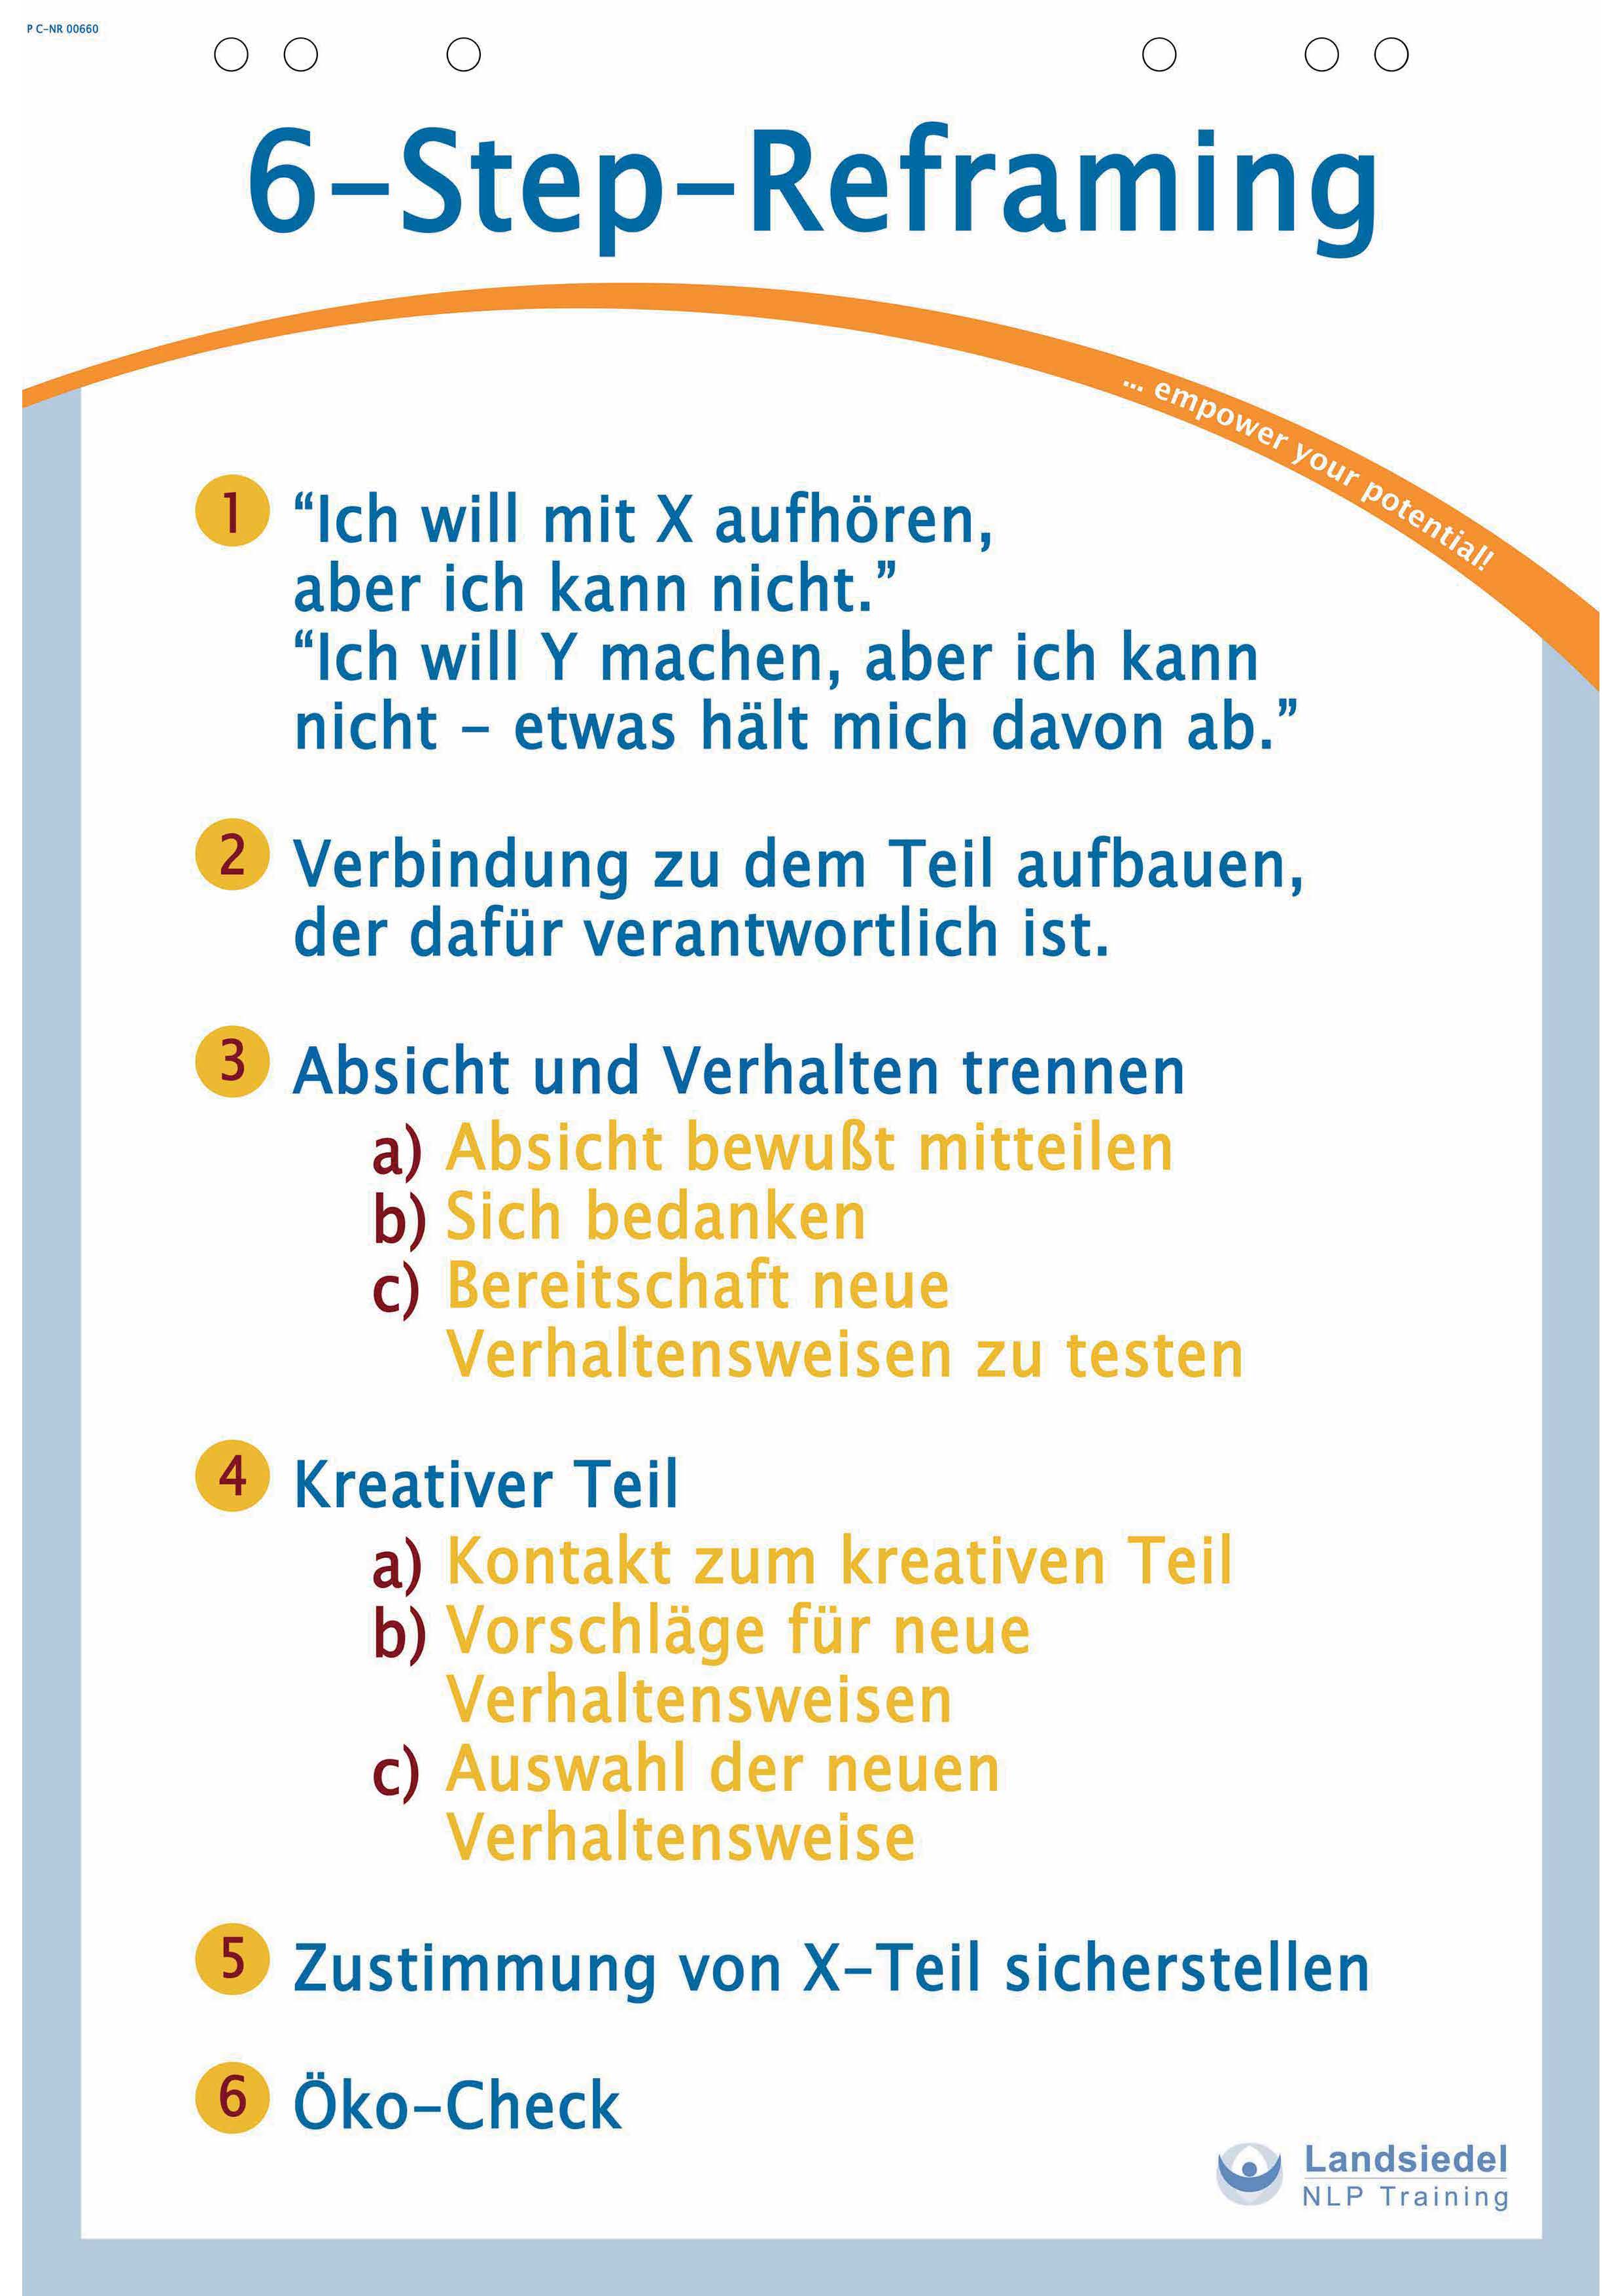 P C-NR 00660
6-Step-Reframing
... empower your potential!
1 “Ich will mit X aufhören,
aber ich kann nicht.”
“Ich will Y machen, aber ich kann
nicht – etwas hält mich davon ab.”
2 Verbindung zu dem Teil aufbauen,
der dafür verantwortlich ist.
3 Absicht und Verhalten trennen
a) Absicht bewußt mitteilen
b) Sich bedanken
c) Bereitschaft neue
Verhaltensweisen zu testen
4 Kreativer Teil
a) Kontakt zum kreativen Teil
b) Vorschläge für neue
Verhaltensweisen
c) Auswahl der neuen
Verhaltensweise
5 Zustimmung von X-Teil sicherstellen
6 Öko-Check
Landsiedel
NLP Training